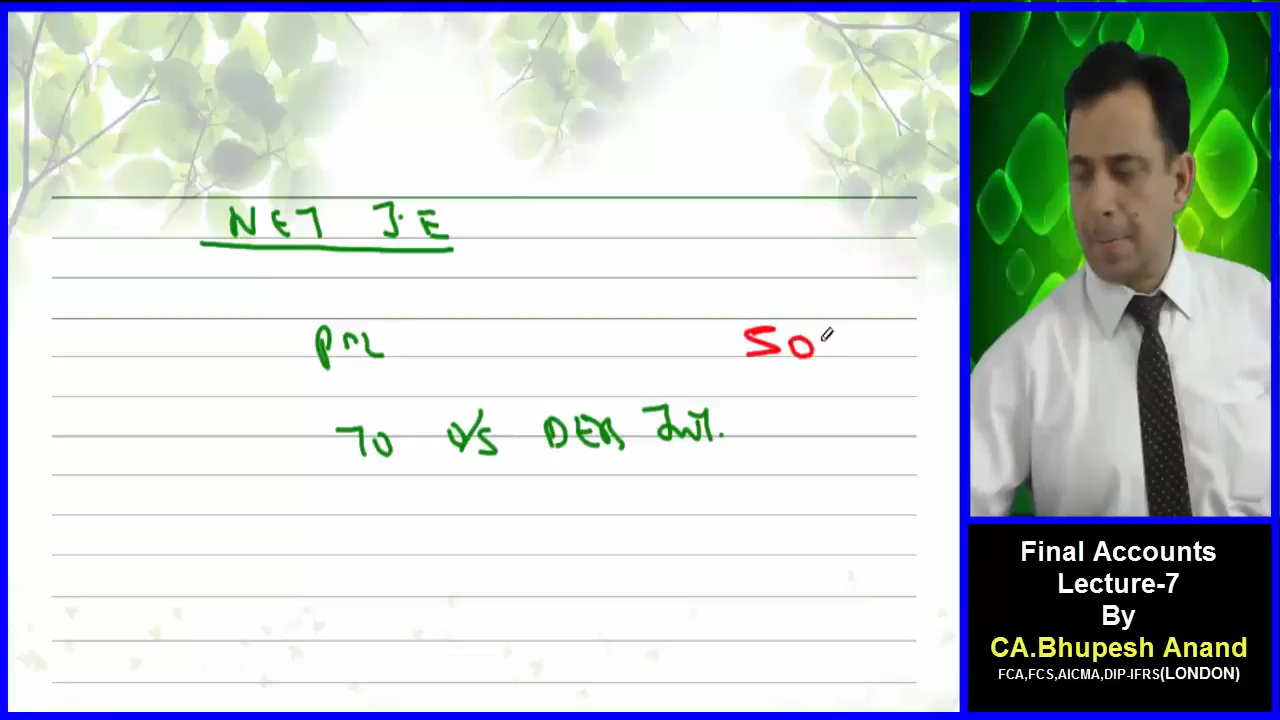 NET J.E
PnL 50
To O/S DEB Int.
Final Accounts
Lecture-7
By
CA.Bhupesh Anand
FCA,FCS,AICMA,DIP-IFRS(LONDON)